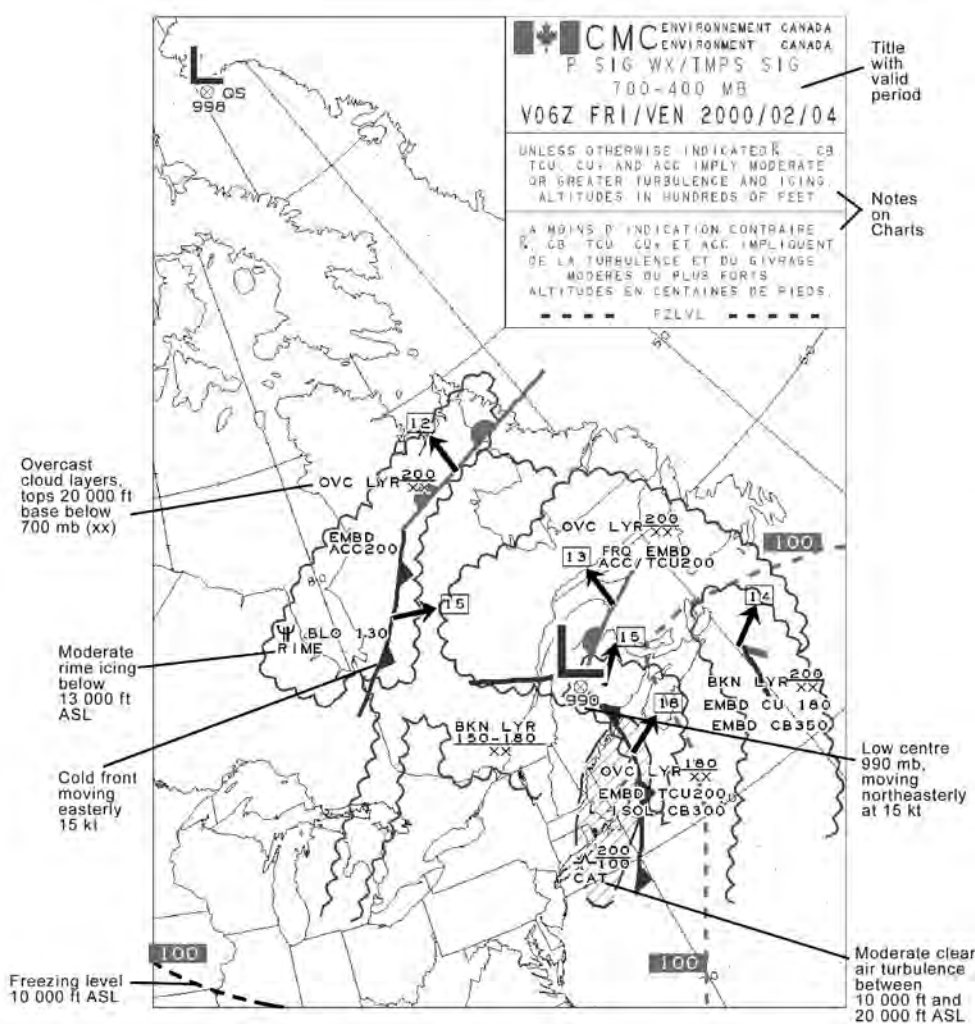 CMC ENVIRONNEMENT CANADA
ENVIRONMENT CANADA
P SIG WX/TMPS SIG
700-400 MB
V06Z FRI/VEN 2000/02/04
UNLESS OTHERWISE INDICATED CB
TCU, CU+ AND ACC IMPLY MODERATE
OR GREATER TURBULENCE AND ICING.
ALTITUDES IN HUNDREDS OF FEET
A MOINS D INDICATION CONTRAIRE
CB TCU CU+ ET ACC IMPLIQUENT
DE LA TURBULENCE ET DU GIVRAGE
MODERES OU PLUS FORTS
ALTITUDES EN CENTAINES DE PIEDS.
FZLVL
Title
with
valid
period
Notes
on
Charts
L
QS
998
50
50
12
OVC LYR 200
XX
Overcast
cloud layers,
tops 20 000 ft
base below
700 mb (xx)
EMBD
ACC200
OVC LYR 200
XX
FRQ EMBD
ACC/TCU200
13
100
80
15
14
BLO 130
RIME
15
L
990
Moderate
rime icing
below
13 000 ft
ASL
BKN LYR 200
XX
EMBD CU 180
EMBD CB350
18
BKN LYR
150-180
XX
Cold front
moving
easterly
15 kt
OVC LYR 180
XX
EMBD TCU200
ISOL CB300
Low centre
990 mb,
moving
northeasterly
at 15 kt
200
100
CAT
100
100
Freezing level
10 000 ft ASL
Moderate clear
air turbulence
between
10 000 ft and
20 000 ft ASL